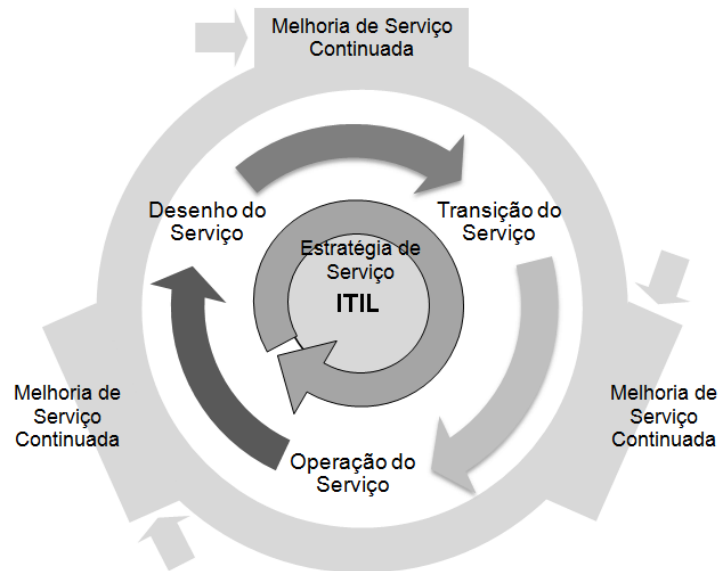 Melhoria de Serviço
Continuada
Desenho do
Serviço
Transição do
Serviço
Estratégia de
Serviço
ITIL
Melhoria de
Serviço
Continuada
Melhoria de
Serviço
Continuada
Operação do
Serviço